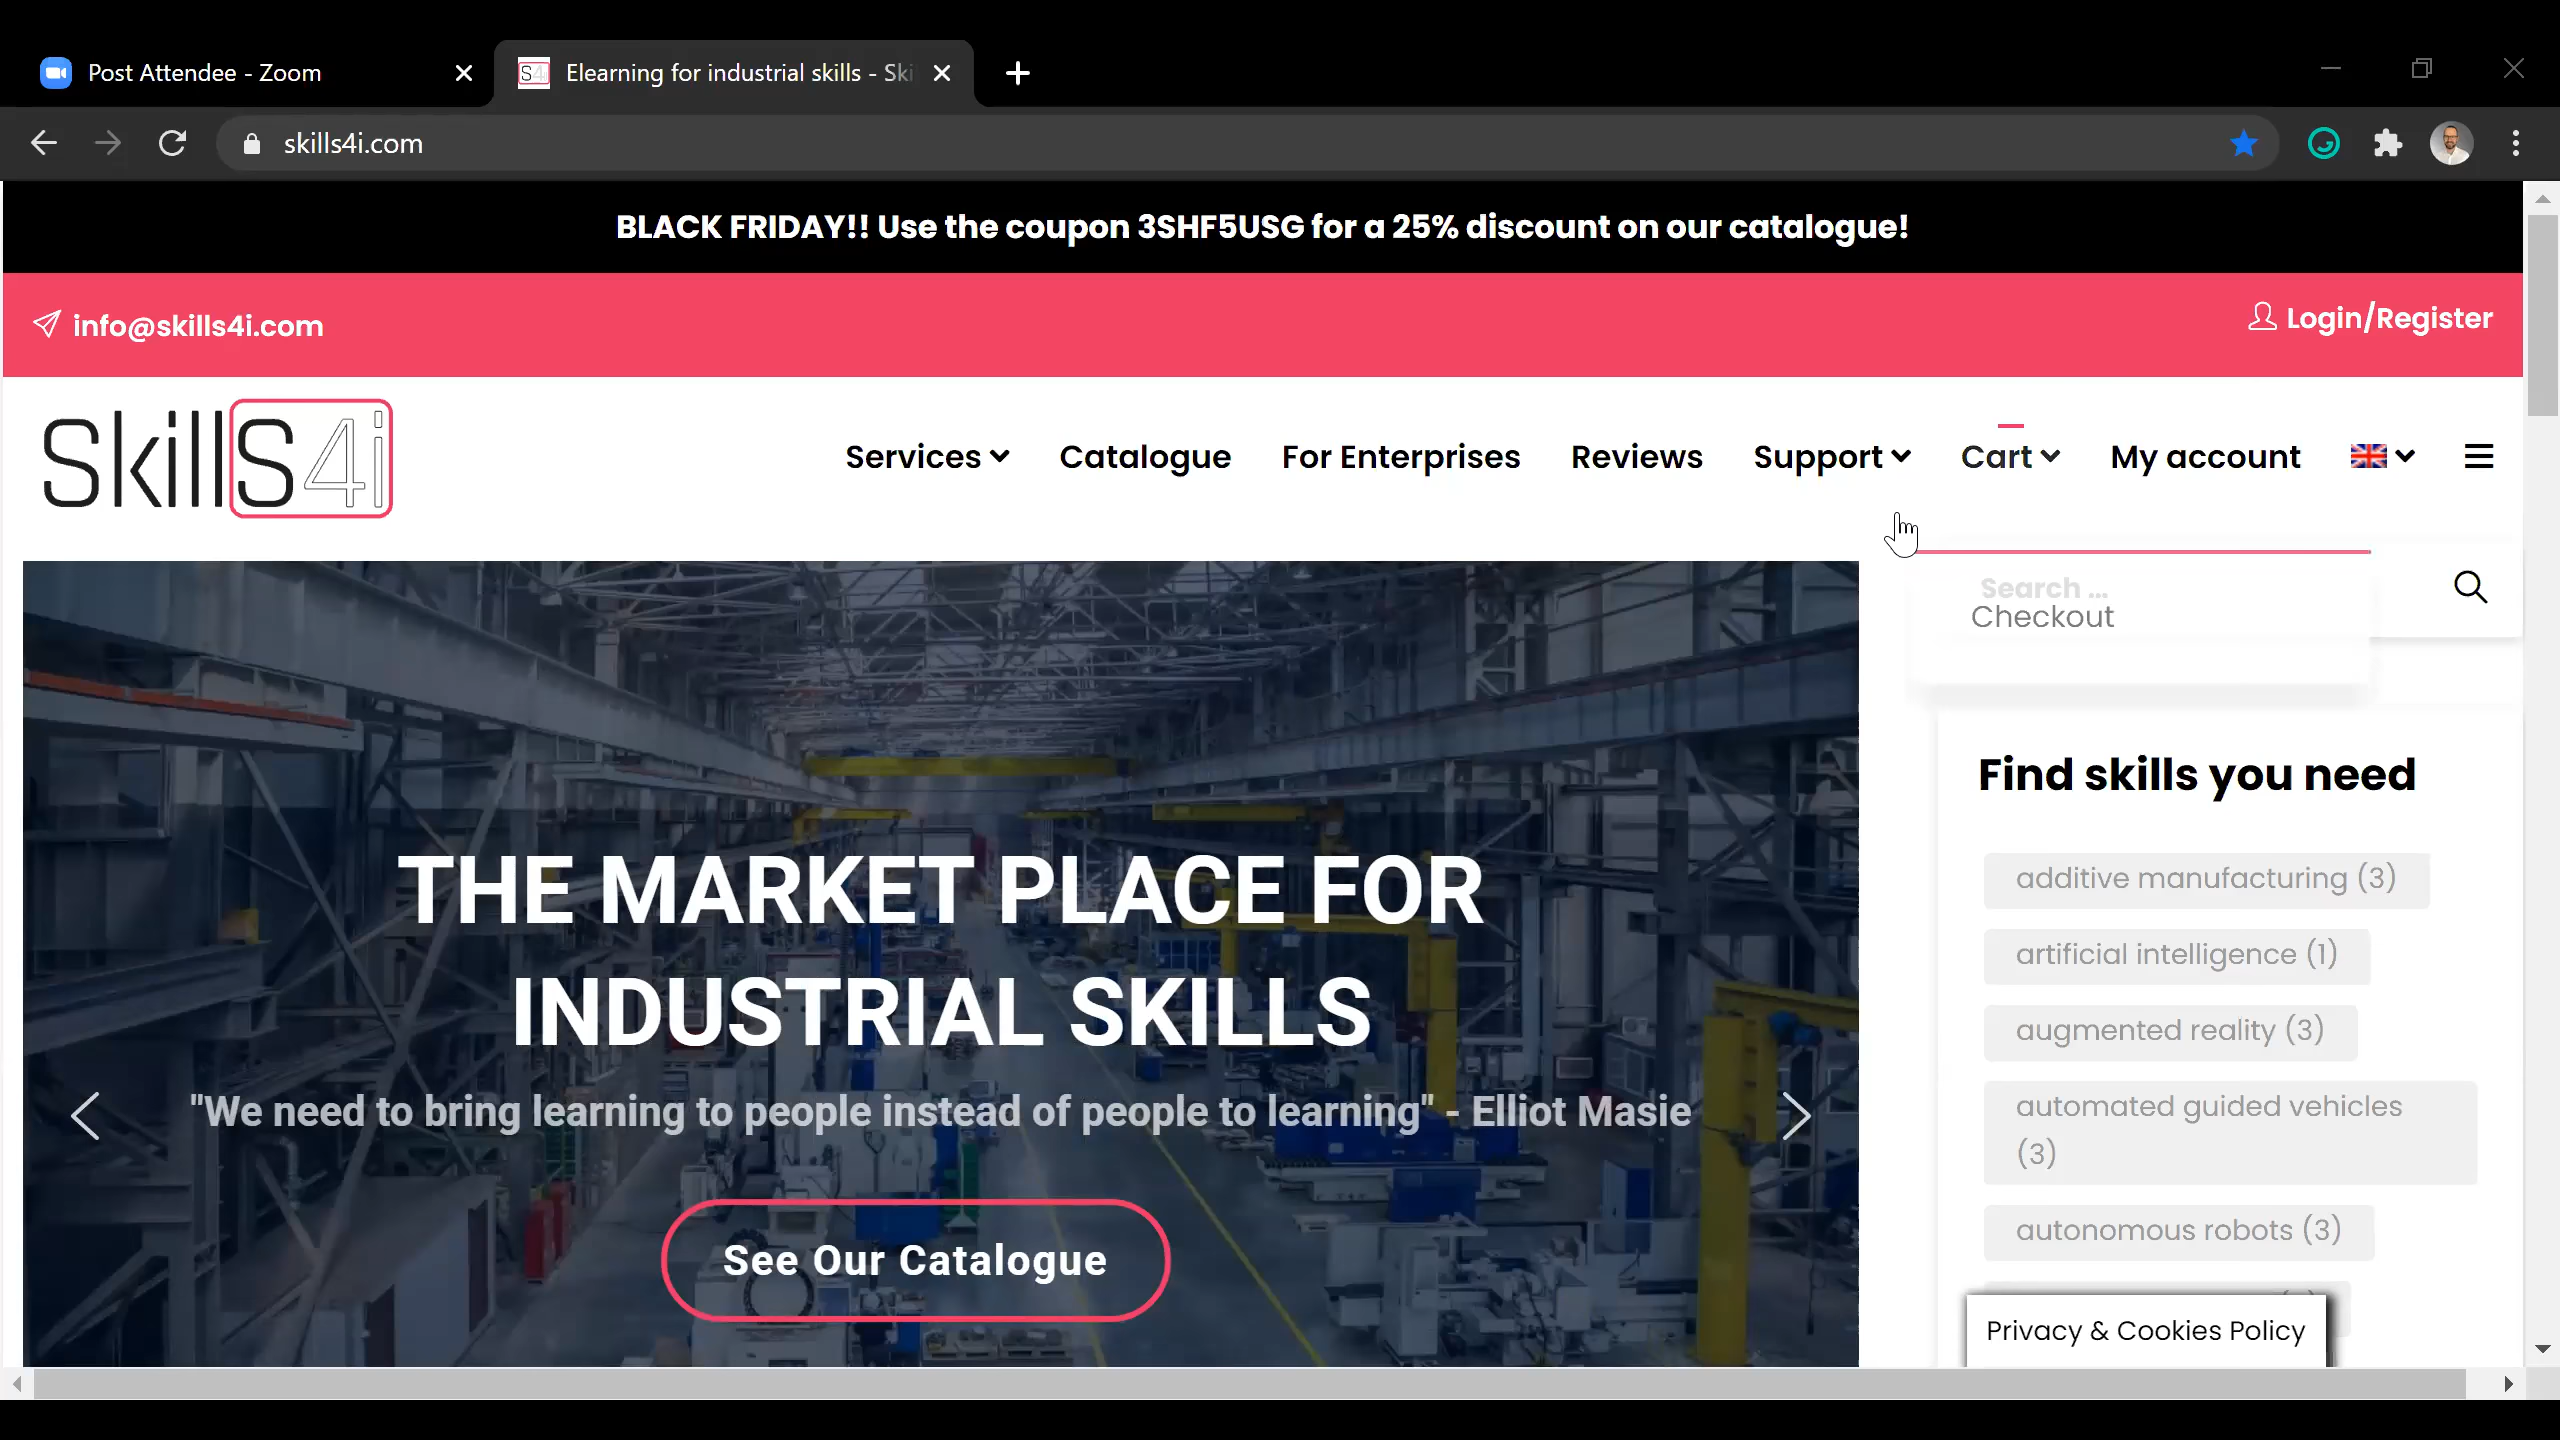 Post Attendee - Zoom
Elearning for industrial skills - Ski
skills4i.com
BLACK FRIDAY!! Use the coupon 3SHF5USG for a 25% discount on our catalogue!
info@skills4i.com
Login/Register
SkillS4i
Services
Catalogue
For Enterprises
Reviews
Support
Cart
My account
Search ...
Checkout
THE MARKET PLACE FOR
INDUSTRIAL SKILLS
"We need to bring learning to people instead of people to learning" - Elliot Masie
See Our Catalogue
Find skills you need
additive manufacturing (3)
artificial intelligence (1)
augmented reality (3)
automated guided vehicles
(3)
autonomous robots (3)
Privacy & Cookies Policy